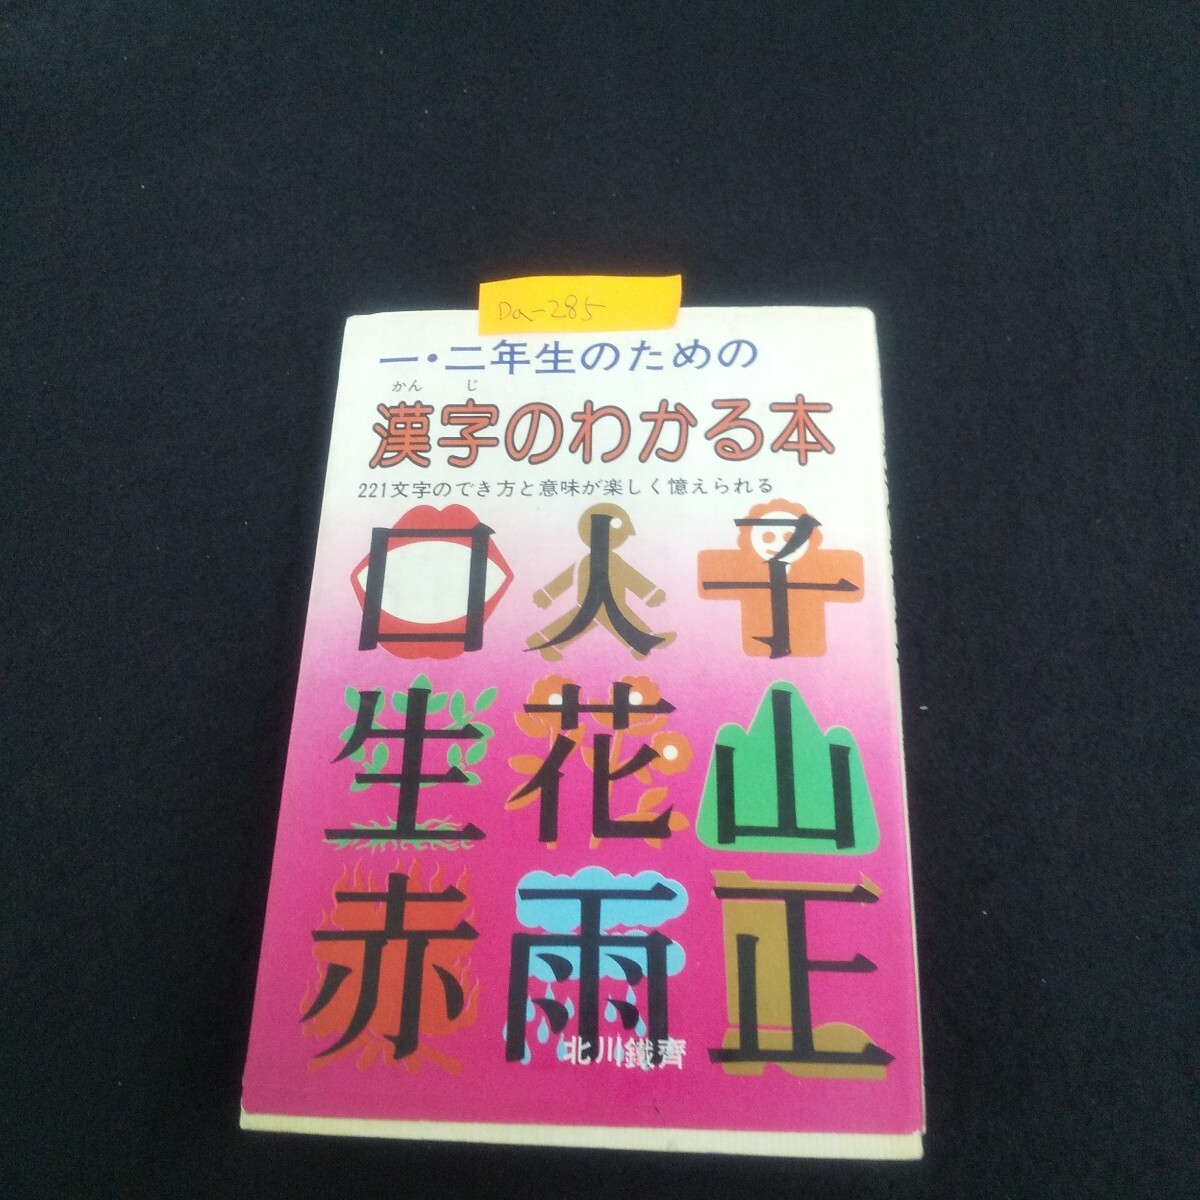 Da-285
一・二年生のための
かん じ
漢字のわかる本
221文字のでき方と意味が楽しく憶えられる
口 人 子
生 花 山
赤 雨 正
北川鐵齊